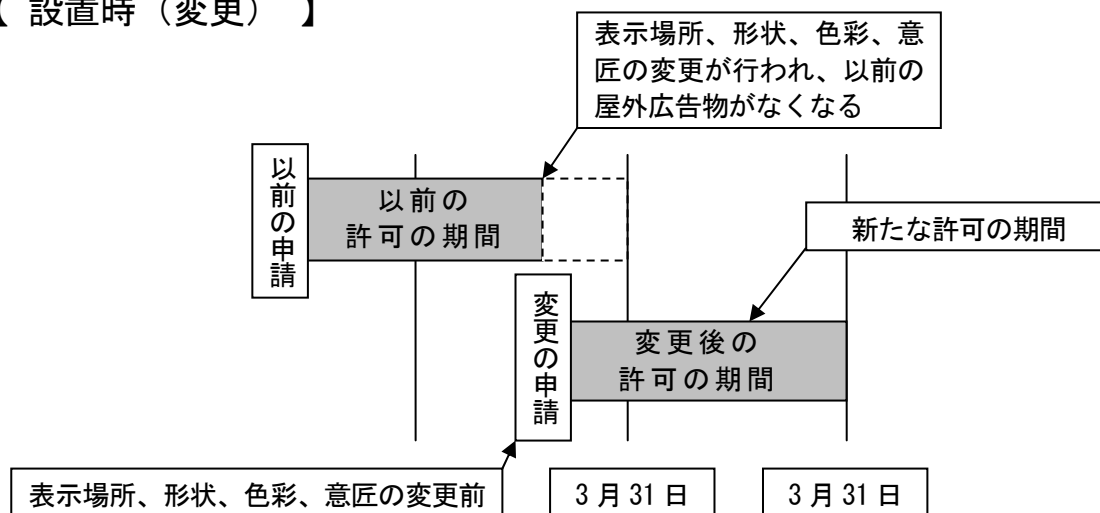 【 設置時（変更） 】
表示場所、形状、色彩、意
匠の変更が行われ、以前の
屋外広告物がなくなる
以前の申請
以前の
許可の期間
新たな許可の期間
変更の申請
変更後の
許可の期間
表示場所、形状、色彩、意匠の変更前
3月31日
3月31日